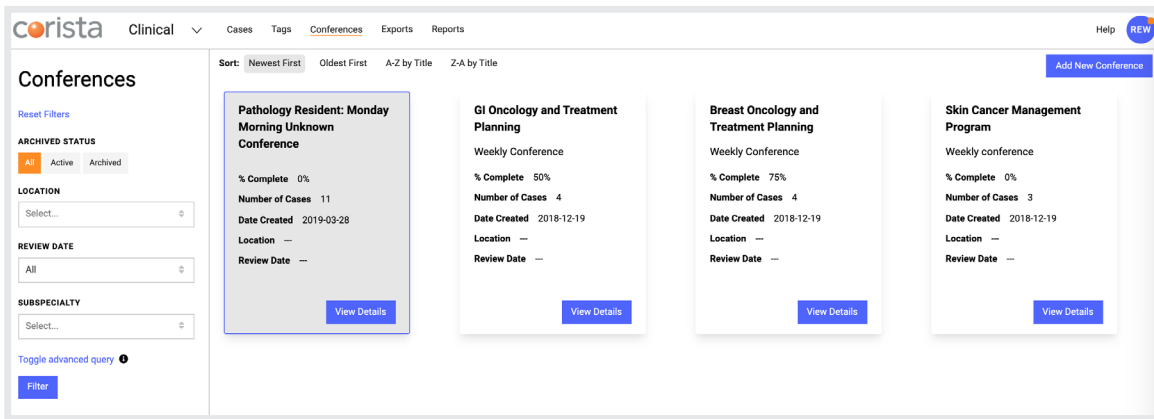 corista Clinical Cases Tags Conferences Exports Reports Help REW
Conferences
Reset Filters
ARCHIVED STATUS
All Active Archived
LOCATION
Select...
REVIEW DATE
All
SUBSPECIALTY
Select...
Toggle advanced query
Filter
Sort: Newest First Oldest First A-Z by Title Z-A by Title Add New Conference
Pathology Resident: Monday
Morning Unknown
Conference
% Complete 0%
Number of Cases 11
Date Created 2019-03-28
Location ---
Review Date ---
View Details
GI Oncology and Treatment
Planning
Weekly Conference
% Complete 50%
Number of Cases 4
Date Created 2018-12-19
Location ---
Review Date ---
View Details
Breast Oncology and
Treatment Planning
Weekly Conference
% Complete 75%
Number of Cases 4
Date Created 2018-12-19
Location ---
Review Date ---
View Details
Skin Cancer Management
Program
Weekly conference
% Complete 0%
Number of Cases 3
Date Created 2018-12-19
Location ---
Review Date ---
View Details